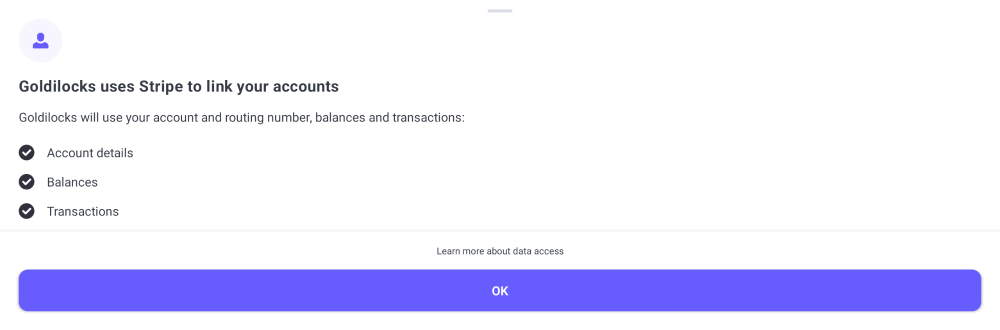 Goldilocks uses Stripe to link your accounts
Goldilocks will use your account and routing number, balances and transactions:
Account details
Balances
Transactions
Learn more about data access
OK